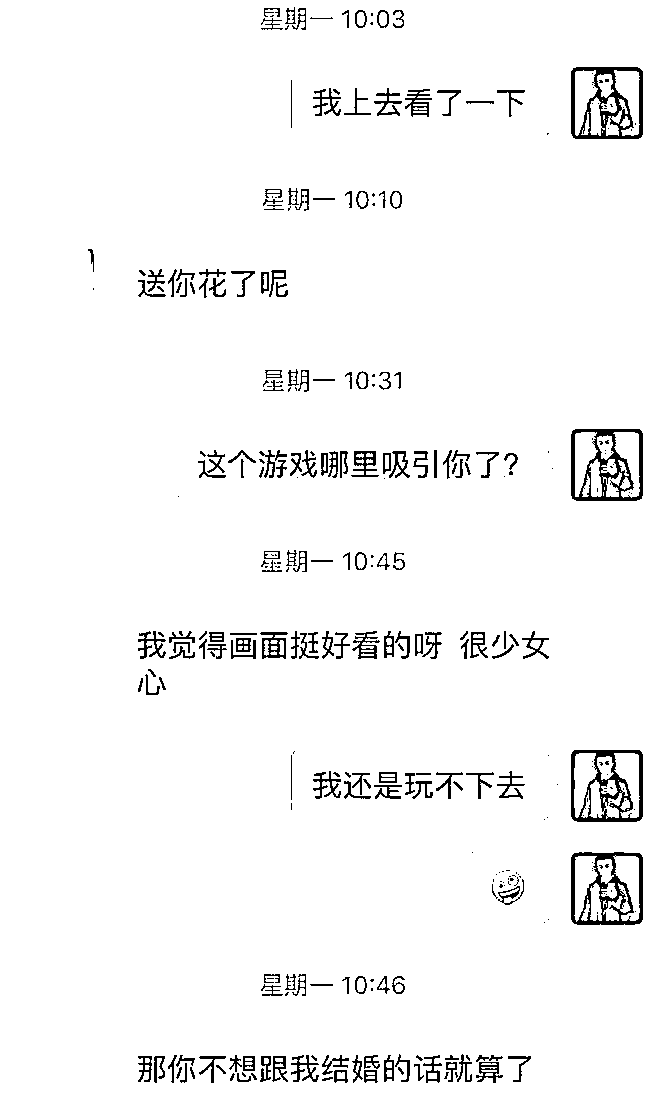 星期一 10:03
我上去看了一下
星期一 10:10
送你花了呢
星期一 10:31
这个游戏哪里吸引你了?
星期一 10:45
我觉得画面挺好看的呀 很少女
心
我还是玩不下去
星期一 10:46
那你不想跟我结婚的话就算了